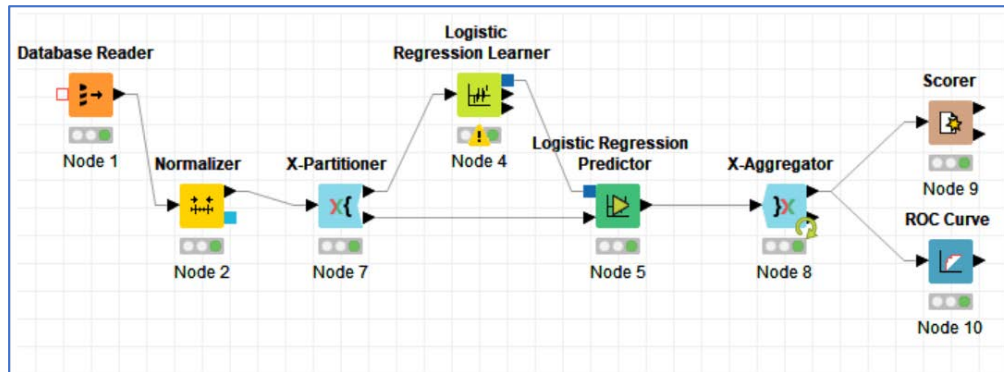 Database Reader
Node 1
Normalizer
Node 2
X-Partitioner
X{
Node 7
Logistic
Regression Learner
Node 4
Logistic Regression
Predictor
Node 5
X-Aggregator
}X
Node 8
Scorer
Node 9
ROC Curve
Node 10